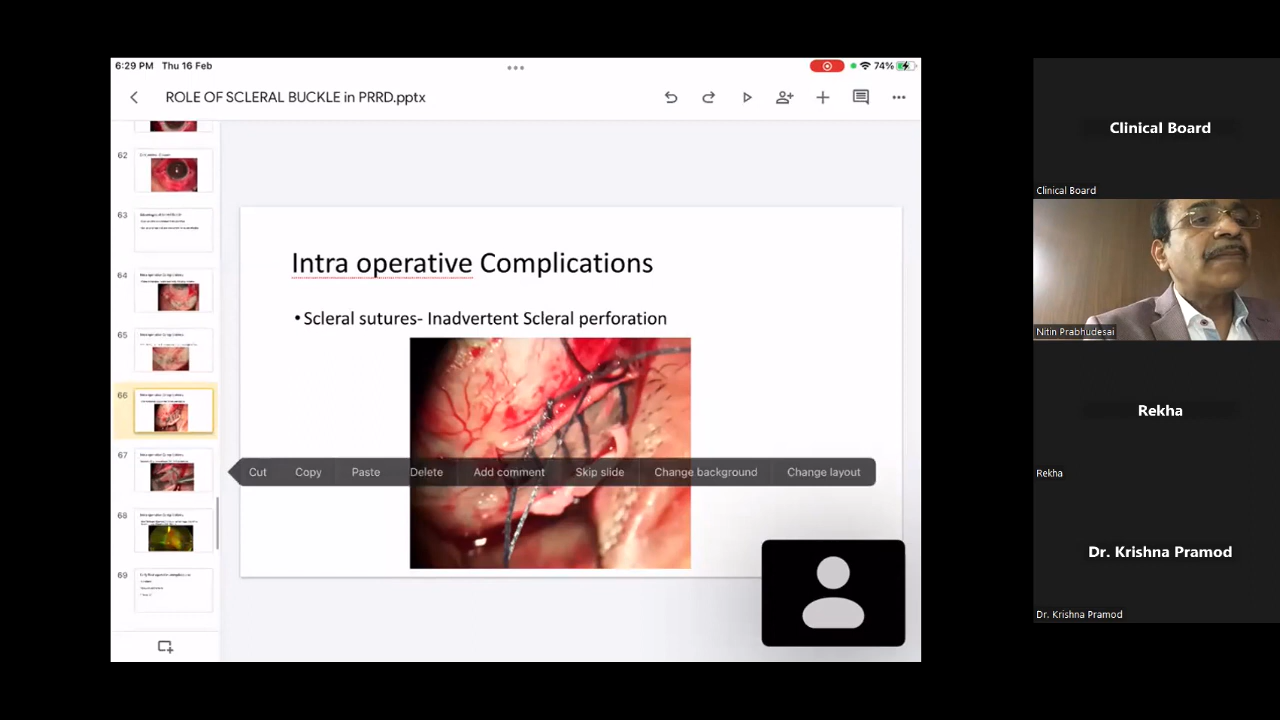 6:29 PM Thu 16 Feb
74%
ROLE OF SCLERAL BUCKLE in PRRD.pptx
62
63
64
65
66
67
68
69
Intra operative Complications
• Scleral sutures- Inadvertent Scleral perforation
Cut Copy Paste Delete Add comment Skip slide Change background Change layout
Clinical Board
Clinical Board
Nitin Prabhudesai
Rekha
Rekha
Dr. Krishna Pramod
Dr. Krishna Pramod